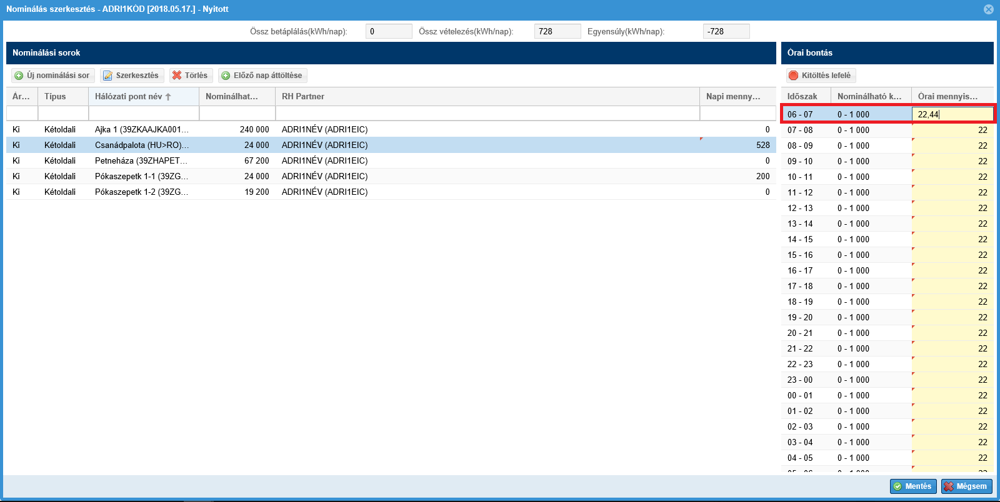 Nominálás szerkesztés - ADRI1KÓD [2018.05.17.] - Nyitott
Össz betáplálás(kWh/nap): 0 Össz vételezés(kWh/nap): 728 Egyensúly(kWh/nap): -728
Nominálási sorok
Új nominálási sor Szerkesztés Törlés Előző nap áttöltése
Ár... Típus Hálózati pont név Nominálhat... RH Partner Napi menny...
Ki Kétoldali Ajka 1 (39ZKAAJKA001... 240 000 ADRI1NÉV (ADRI1EIC) 0
Ki Kétoldali Csanádpalota (HU>RO)... 24 000 ADRI1NÉV (ADRI1EIC) 528
Ki Kétoldali Petneháza (39ZHAPET... 67 200 ADRI1NÉV (ADRI1EIC) 0
Ki Kétoldali Pókaszepetk 1-1 (39ZG... 24 000 ADRI1NÉV (ADRI1EIC) 200
Ki Kétoldali Pókaszepetk 1-2 (39ZG... 19 200 ADRI1NÉV (ADRI1EIC) 0
Órai bontás
Kitöltés lefelé
Időszak Nominálható k... Órai mennyis...
06 - 07 0 - 1 000 22,44
07 - 08 0 - 1 000 22
08 - 09 0 - 1 000 22
09 - 10 0 - 1 000 22
10 - 11 0 - 1 000 22
11 - 12 0 - 1 000 22
12 - 13 0 - 1 000 22
13 - 14 0 - 1 000 22
14 - 15 0 - 1 000 22
15 - 16 0 - 1 000 22
16 - 17 0 - 1 000 22
17 - 18 0 - 1 000 22
18 - 19 0 - 1 000 22
19 - 20 0 - 1 000 22
20 - 21 0 - 1 000 22
21 - 22 0 - 1 000 22
22 - 23 0 - 1 000 22
23 - 00 0 - 1 000 22
00 - 01 0 - 1 000 22
01 - 02 0 - 1 000 22
02 - 03 0 - 1 000 22
03 - 04 0 - 1 000 22
04 - 05 0 - 1 000 22
Mentés Mégsem